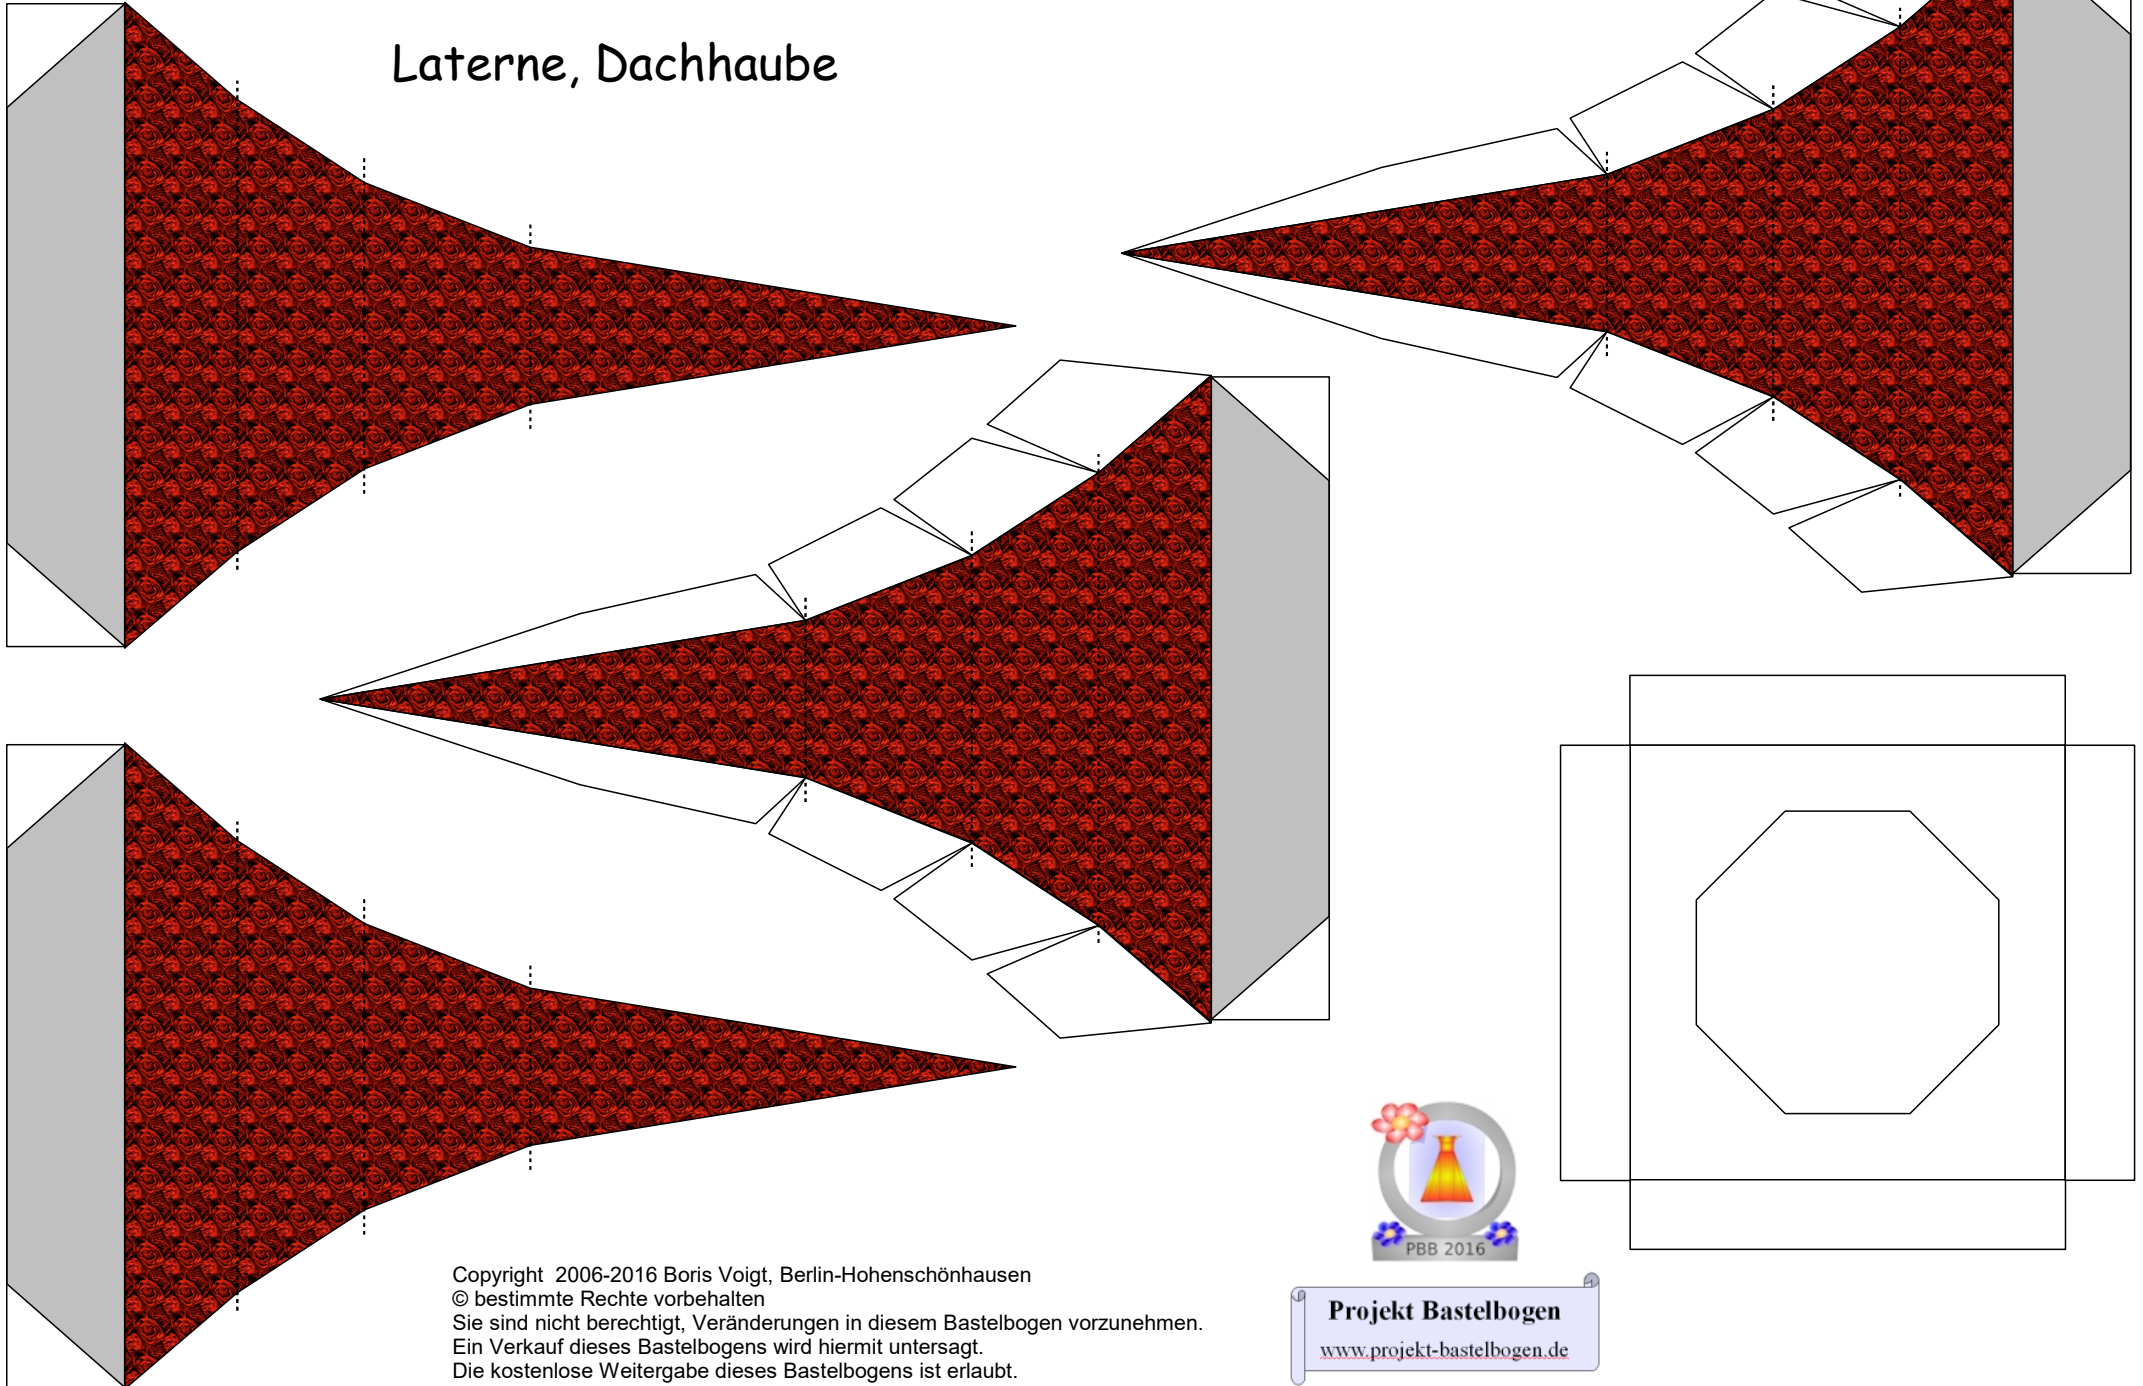 Laterne, Dachhaube
PBB 2016
Copyright  2006-2016 Boris Voigt, Berlin-Hohenschönhausen
© bestimmte Rechte vorbehalten
Sie sind nicht berechtigt, Veränderungen in diesem Bastelbogen vorzunehmen.
Ein Verkauf dieses Bastelbogens wird hiermit untersagt.
Die kostenlose Weitergabe dieses Bastelbogens ist erlaubt.
Projekt Bastelbogen
www.projekt-bastelbogen.de